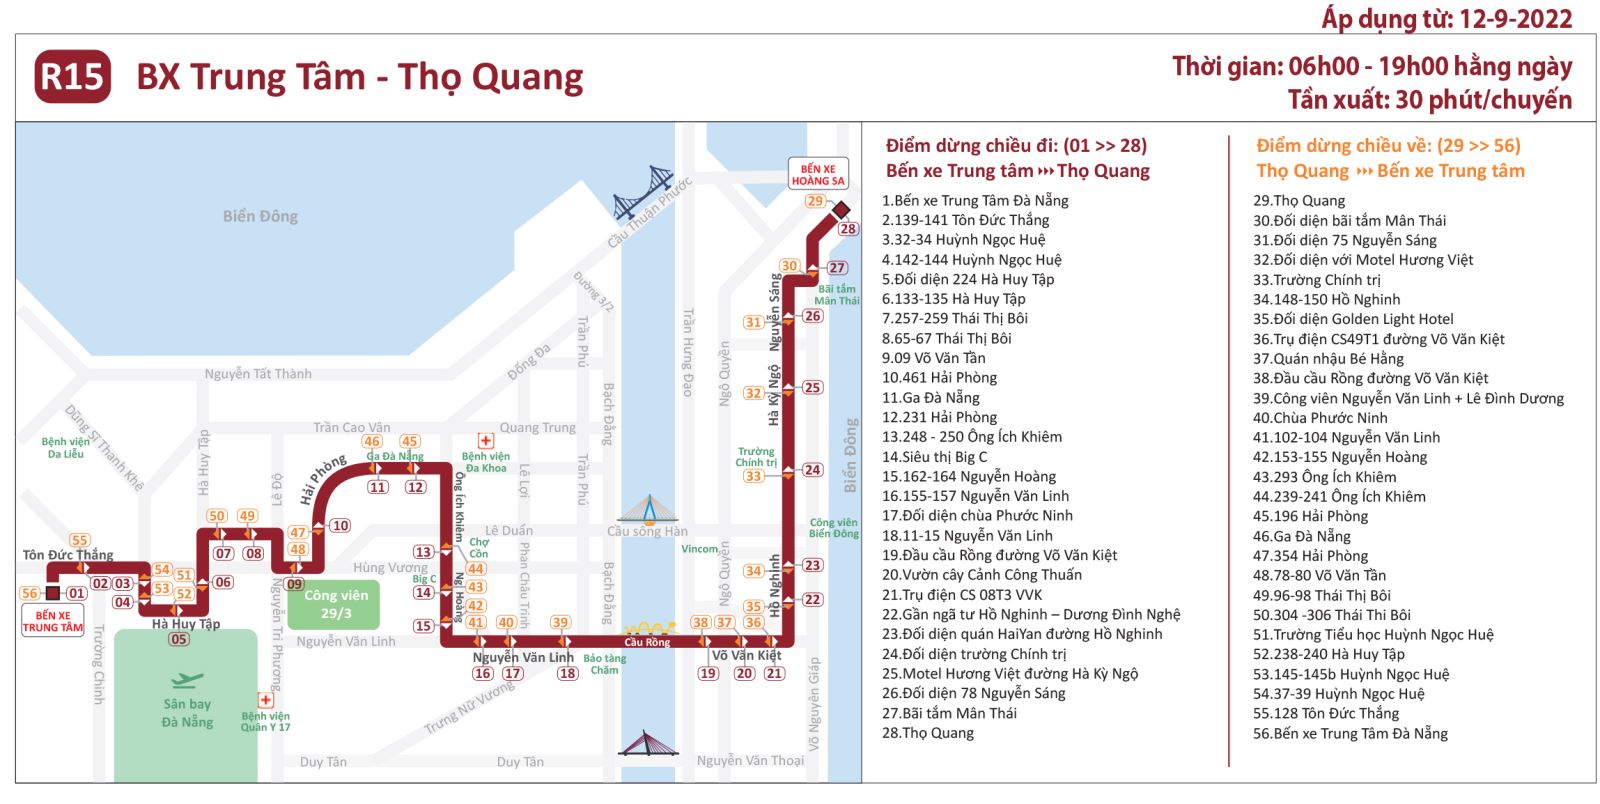 Áp dụng từ: 12-9-2022
R15
BX Trung Tâm - Thọ Quang
Thời gian: 06h00 - 19h00 hằng ngày
Tần xuất: 30 phút/chuyến
Biển Đông
Cầu Thuận Phước
BẾN XE
HOÀNG SA
29
28
30
27
Bãi tắm
Mân Thái
Nguyễn Sáng
31
26
Đường 3/2
Trần Phú
Trần Hưng Đạo
Ngô Quyền
Đống Đa
Nguyễn Tất Thành
Hà Kỳ Ngộ
32
25
Bạch Đằng
Dũng Sĩ Thanh Khê
Bệnh viện
Da Liễu
Hà Huy Tập
Trần Cao Vân
Quang Trung
46
45
Ga Đà Nẵng
11
12
Bệnh viện
Đa Khoa
Trường
Chính trị
33
24
Biển Đông
Lê Độ
Hải Phòng
Ông Ích Khiêm
Lê Lợi
Trần Phú
50
49
47
10
48
07
08
09
Lê Duẩn
Cầu sông Hàn
Công viên
Biển Đông
55
Tôn Đức Thắng
54
53
51
52
06
02
03
04
56
01
BẾN XE
TRUNG TÂM
Hà Huy Tập
05
Hùng Vương
Công viên
29/3
13
Chợ
Cồn
44
Big C
14
43
42
Ng Hoàng
15
Phan Châu Trinh
Bạch Đằng
Vincom
Ngô Quyền
Hồ Nghinh
34
23
35
22
41
40
39
Cầu Rồng
38
37
36
Nguyễn Văn Linh
Nguyễn Văn Linh
Bảo tàng
Chăm
Võ Văn Kiệt
16
17
18
19
20
21
Trường Chinh
Nguyễn Tri Phương
Sân bay
Đà Nẵng
Bệnh viện
Quân Y 17
Trưng Nữ Vương
Võ Nguyên Giáp
Duy Tân
Duy Tân
Nguyễn Văn Thoại
Điểm dừng chiều đi: (01 >> 28)
Bến xe Trung tâm ››› Thọ Quang
1.Bến xe Trung Tâm Đà Nẵng
2.139-141 Tôn Đức Thắng
3.32-34 Huỳnh Ngọc Huệ
4.142-144 Huỳnh Ngọc Huệ
5.Đối diện 224 Hà Huy Tập
6.133-135 Hà Huy Tập
7.257-259 Thái Thị Bôi
8.65-67 Thái Thị Bôi
9.09 Võ Văn Tần
10.461 Hải Phòng
11.Ga Đà Nẵng
12.231 Hải Phòng
13.248 - 250 Ông Ích Khiêm
14.Siêu thị Big C
15.162-164 Nguyễn Hoàng
16.155-157 Nguyễn Văn Linh
17.Đối diện chùa Phước Ninh
18.11-15 Nguyễn Văn Linh
19.Đầu cầu Rồng đường Võ Văn Kiệt
20.Vườn cây Cảnh Công Thuấn
21.Trụ điện CS 08T3 VVK
22.Gần ngã tư Hồ Nghinh – Dương Đình Nghệ
23.Đối diện quán HaiYan đường Hồ Nghinh
24.Đối diện trường Chính trị
25.Motel Hương Việt đường Hà Kỳ Ngộ
26.Đối diện 78 Nguyễn Sáng
27.Bãi tắm Mân Thái
28.Thọ Quang
Điểm dừng chiều về: (29 >> 56)
Thọ Quang ››› Bến xe Trung tâm
29.Thọ Quang
30.Đối diện bãi tắm Mân Thái
31.Đối diện 75 Nguyễn Sáng
32.Đối diện với Motel Hương Việt
33.Trường Chính trị
34.148-150 Hồ Nghinh
35.Đối diện Golden Light Hotel
36.Trụ điện CS49T1 đường Võ Văn Kiệt
37.Quán nhậu Bé Hằng
38.Đầu cầu Rồng đường Võ Văn Kiệt
39.Công viên Nguyễn Văn Linh + Lê Đình Dương
40.Chùa Phước Ninh
41.102-104 Nguyễn Văn Linh
42.153-155 Nguyễn Hoàng
43.293 Ông Ích Khiêm
44.239-241 Ông Ích Khiêm
45.196 Hải Phòng
46.Ga Đà Nẵng
47.354 Hải Phòng
48.78-80 Võ Văn Tần
49.96-98 Thái Thị Bôi
50.304 -306 Thái Thi Bôi
51.Trường Tiểu học Huỳnh Ngọc Huệ
52.238-240 Hà Huy Tập
53.145-145b Huỳnh Ngọc Huệ
54.37-39 Huỳnh Ngọc Huệ
55.128 Tôn Đức Thắng
56.Bến xe Trung Tâm Đà Nẵng